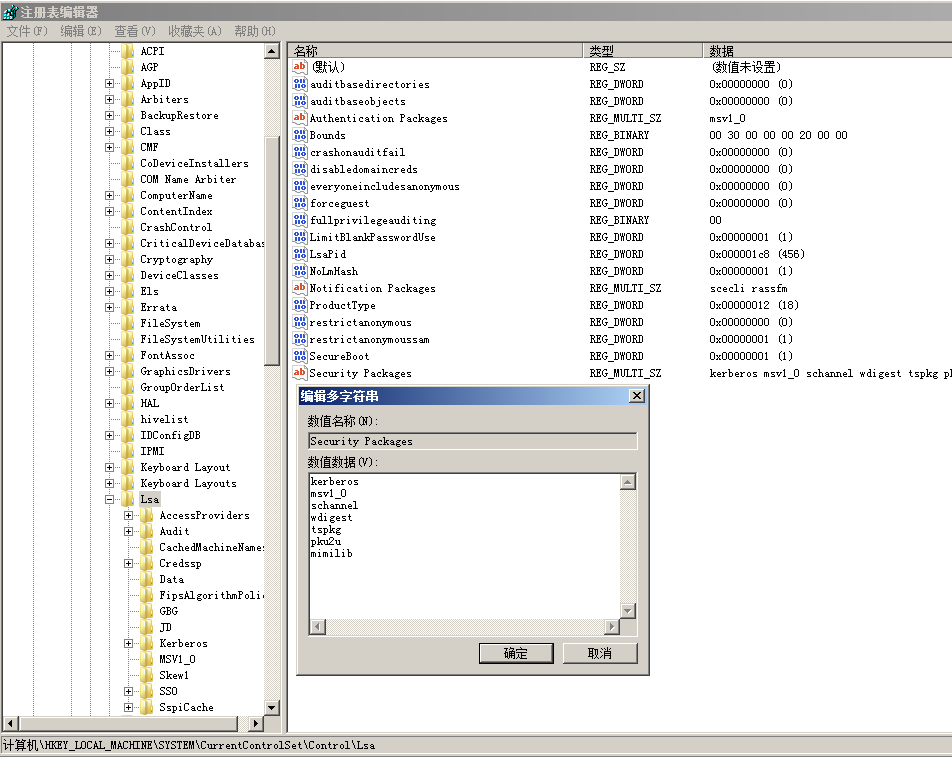 注册表编辑器
文件(F) 编辑(E) 查看(V) 收藏夹(A) 帮助(H)
ACPI
AGP
AppID
Arbiters
BackupRestore
Class
CMF
CoDeviceInstallers
COM Name Arbiter
ComputerName
ContentIndex
CrashControl
CriticalDeviceDatabas
Cryptography
DeviceClasses
Els
Errata
FileSystem
FileSystemUtilities
FontAssoc
GraphicsDrivers
GroupOrderList
HAL
hivelist
IDConfigDB
IPMI
Keyboard Layout
Keyboard Layouts
Lsa
AccessProviders
Audit
CachedMachineNames
Credssp
Data
FipsAlgorithmPolic
GBG
JD
Kerberos
MSV1_0
Skew1
SSO
SspiCache
名称 类型 数据
(默认) REG_SZ (数值未设置)
auditbasedirectories REG_DWORD 0x00000000 (0)
auditbaseobjects REG_DWORD 0x00000000 (0)
Authentication Packages REG_MULTI_SZ msv1_0
Bounds REG_BINARY 00 30 00 00 00 20 00 00
crashonauditfail REG_DWORD 0x00000000 (0)
disabledomaincreds REG_DWORD 0x00000000 (0)
everyoneincludesanonymous REG_DWORD 0x00000000 (0)
forceguest REG_DWORD 0x00000000 (0)
fullprivilegeauditing REG_BINARY 00
LimitBlankPasswordUse REG_DWORD 0x00000001 (1)
LsaPid REG_DWORD 0x000001c8 (456)
NoLmHash REG_DWORD 0x00000001 (1)
Notification Packages REG_MULTI_SZ scecli rassfm
ProductType REG_DWORD 0x00000012 (18)
restrictanonymous REG_DWORD 0x00000000 (0)
restrictanonymoussam REG_DWORD 0x00000001 (1)
SecureBoot REG_DWORD 0x00000001 (1)
Security Packages REG_MULTI_SZ kerberos msv1_0 schannel wdigest tspkg pk
编辑多字符串
数值名称(N):
Security Packages
数值数据(V):
kerberos
msv1_0
schannel
wdigest
tspkg
pku2u
mimilib
确定 取消
计算机\HKEY_LOCAL_MACHINE\SYSTEM\CurrentControlSet\Control\Lsa